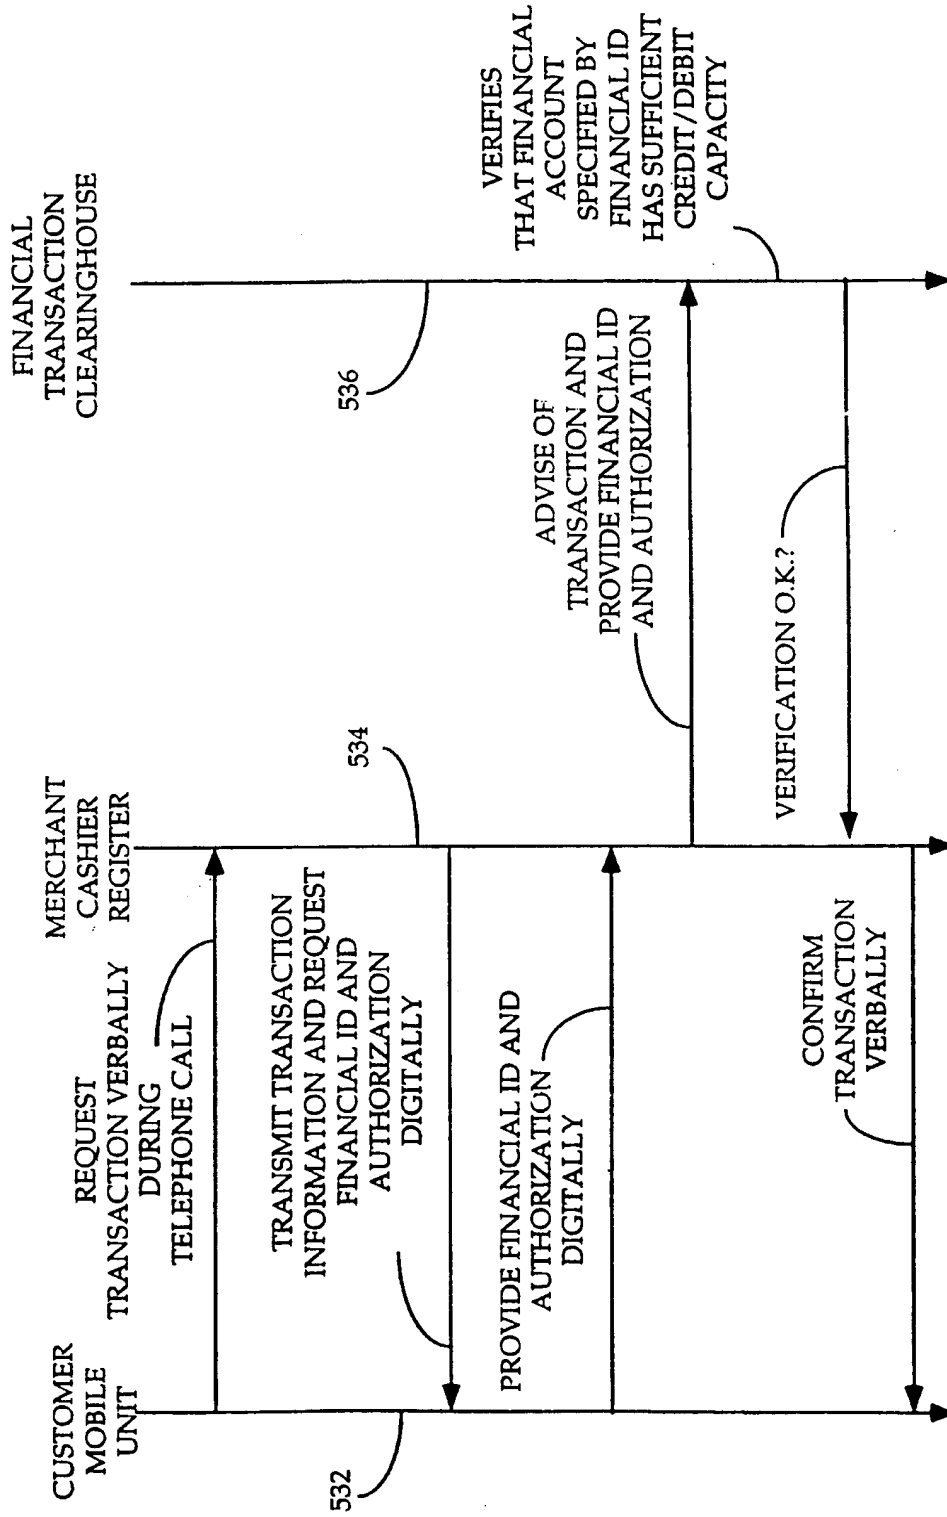 CUSTOMER
MOBILE
UNIT
MERCHANT
CASHIER
REGISTER
FINANCIAL
TRANSACTION
CLEARINGHOUSE
REQUEST
TRANSACTION VERBALLY
DURING
TELEPHONE CALL
532
534
536
TRANSMIT TRANSACTION
INFORMATION AND REQUEST
FINANCIAL ID AND
AUTHORIZATION
DIGITALLY
PROVIDE FINANCIAL ID AND
AUTHORIZATION
DIGITALLY
ADVISE OF
TRANSACTION AND
PROVIDE FINANCIAL ID
AND AUTHORIZATION
VERIFIES
THAT FINANCIAL
ACCOUNT
SPECIFIED BY
FINANCIAL ID
HAS SUFFICIENT
CREDIT/DEBIT
CAPACITY
VERIFICATION O.K.?
CONFIRM
TRANSACTION
VERBALLY